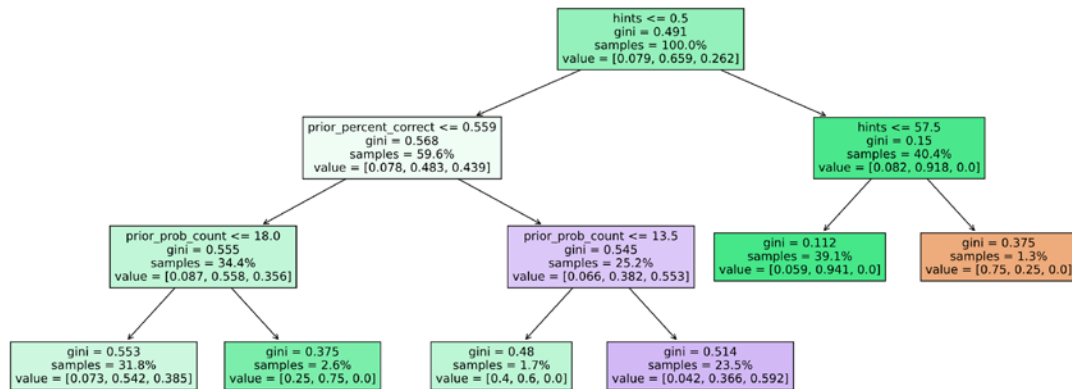 hints <= 0.5
gini = 0.491
samples = 100.0%
value = [0.079, 0.659, 0.262]
prior_percent_correct <= 0.559
gini = 0.568
samples = 59.6%
value = [0.078, 0.483, 0.439]
hints <= 57.5
gini = 0.15
samples = 40.4%
value = [0.082, 0.918, 0.0]
prior_prob_count <= 18.0
gini = 0.555
samples = 34.4%
value = [0.087, 0.558, 0.356]
prior_prob_count <= 13.5
gini = 0.545
samples = 25.2%
value = [0.066, 0.382, 0.553]
gini = 0.112
samples = 39.1%
value = [0.059, 0.941, 0.0]
gini = 0.375
samples = 1.3%
value = [0.75, 0.25, 0.0]
gini = 0.553
samples = 31.8%
value = [0.073, 0.542, 0.385]
gini = 0.375
samples = 2.6%
value = [0.25, 0.75, 0.0]
gini = 0.48
samples = 1.7%
value = [0.4, 0.6, 0.0]
gini = 0.514
samples = 23.5%
value = [0.042, 0.366, 0.592]